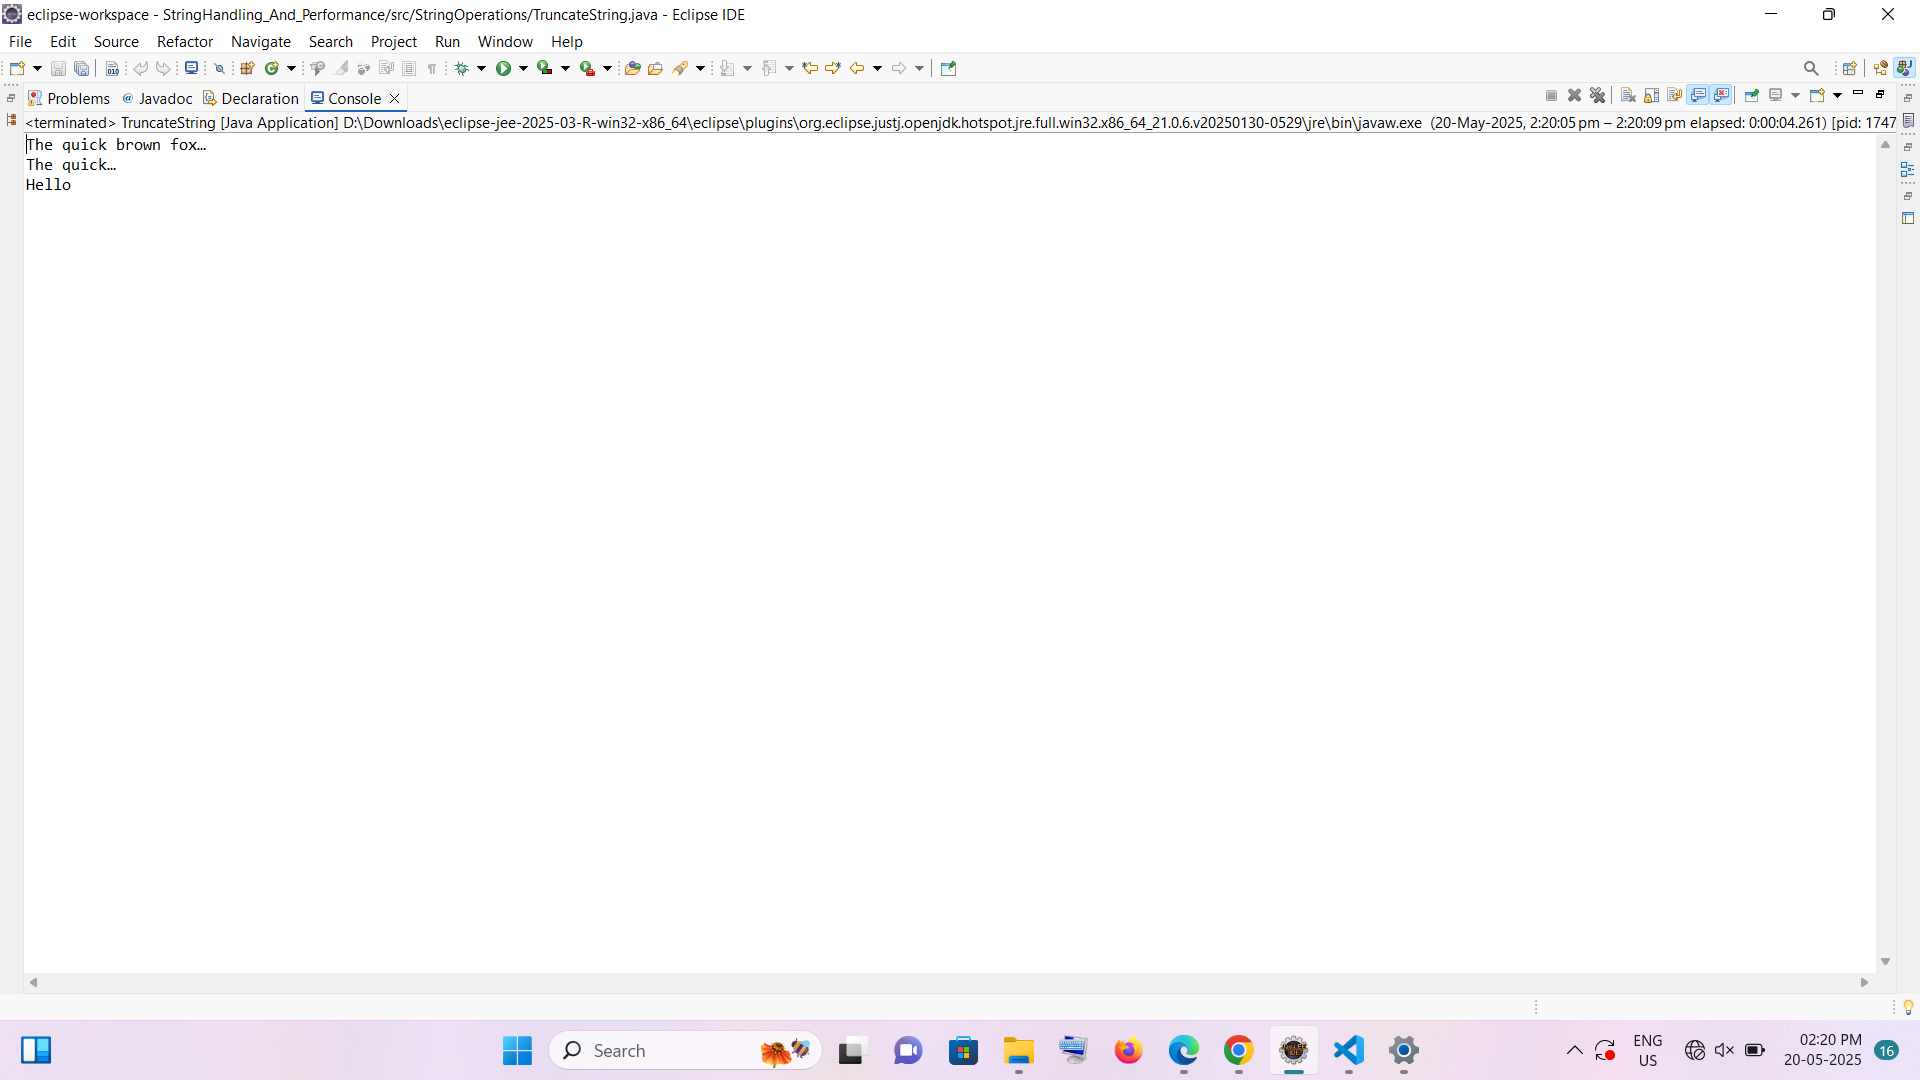 eclipse-workspace - StringHandling_And_Performance/src/StringOperations/TruncateString.java - Eclipse IDE
File Edit Source Refactor Navigate Search Project Run Window Help
Problems Javadoc Declaration Console
<terminated> TruncateString [Java Application] D:\Downloads\eclipse-jee-2025-03-R-win32-x86_64\eclipse\plugins\org.eclipse.justj.openjdk.hotspot.jre.full.win32.x86_64_21.0.6.v20250130-0529\jre\bin\javaw.exe (20-May-2025, 2:20:05 pm – 2:20:09 pm elapsed: 0:00:04.261) [pid: 1747
The quick brown fox…
The quick…
Hello
Search
ENG
US
02:20 PM
20-05-2025
16